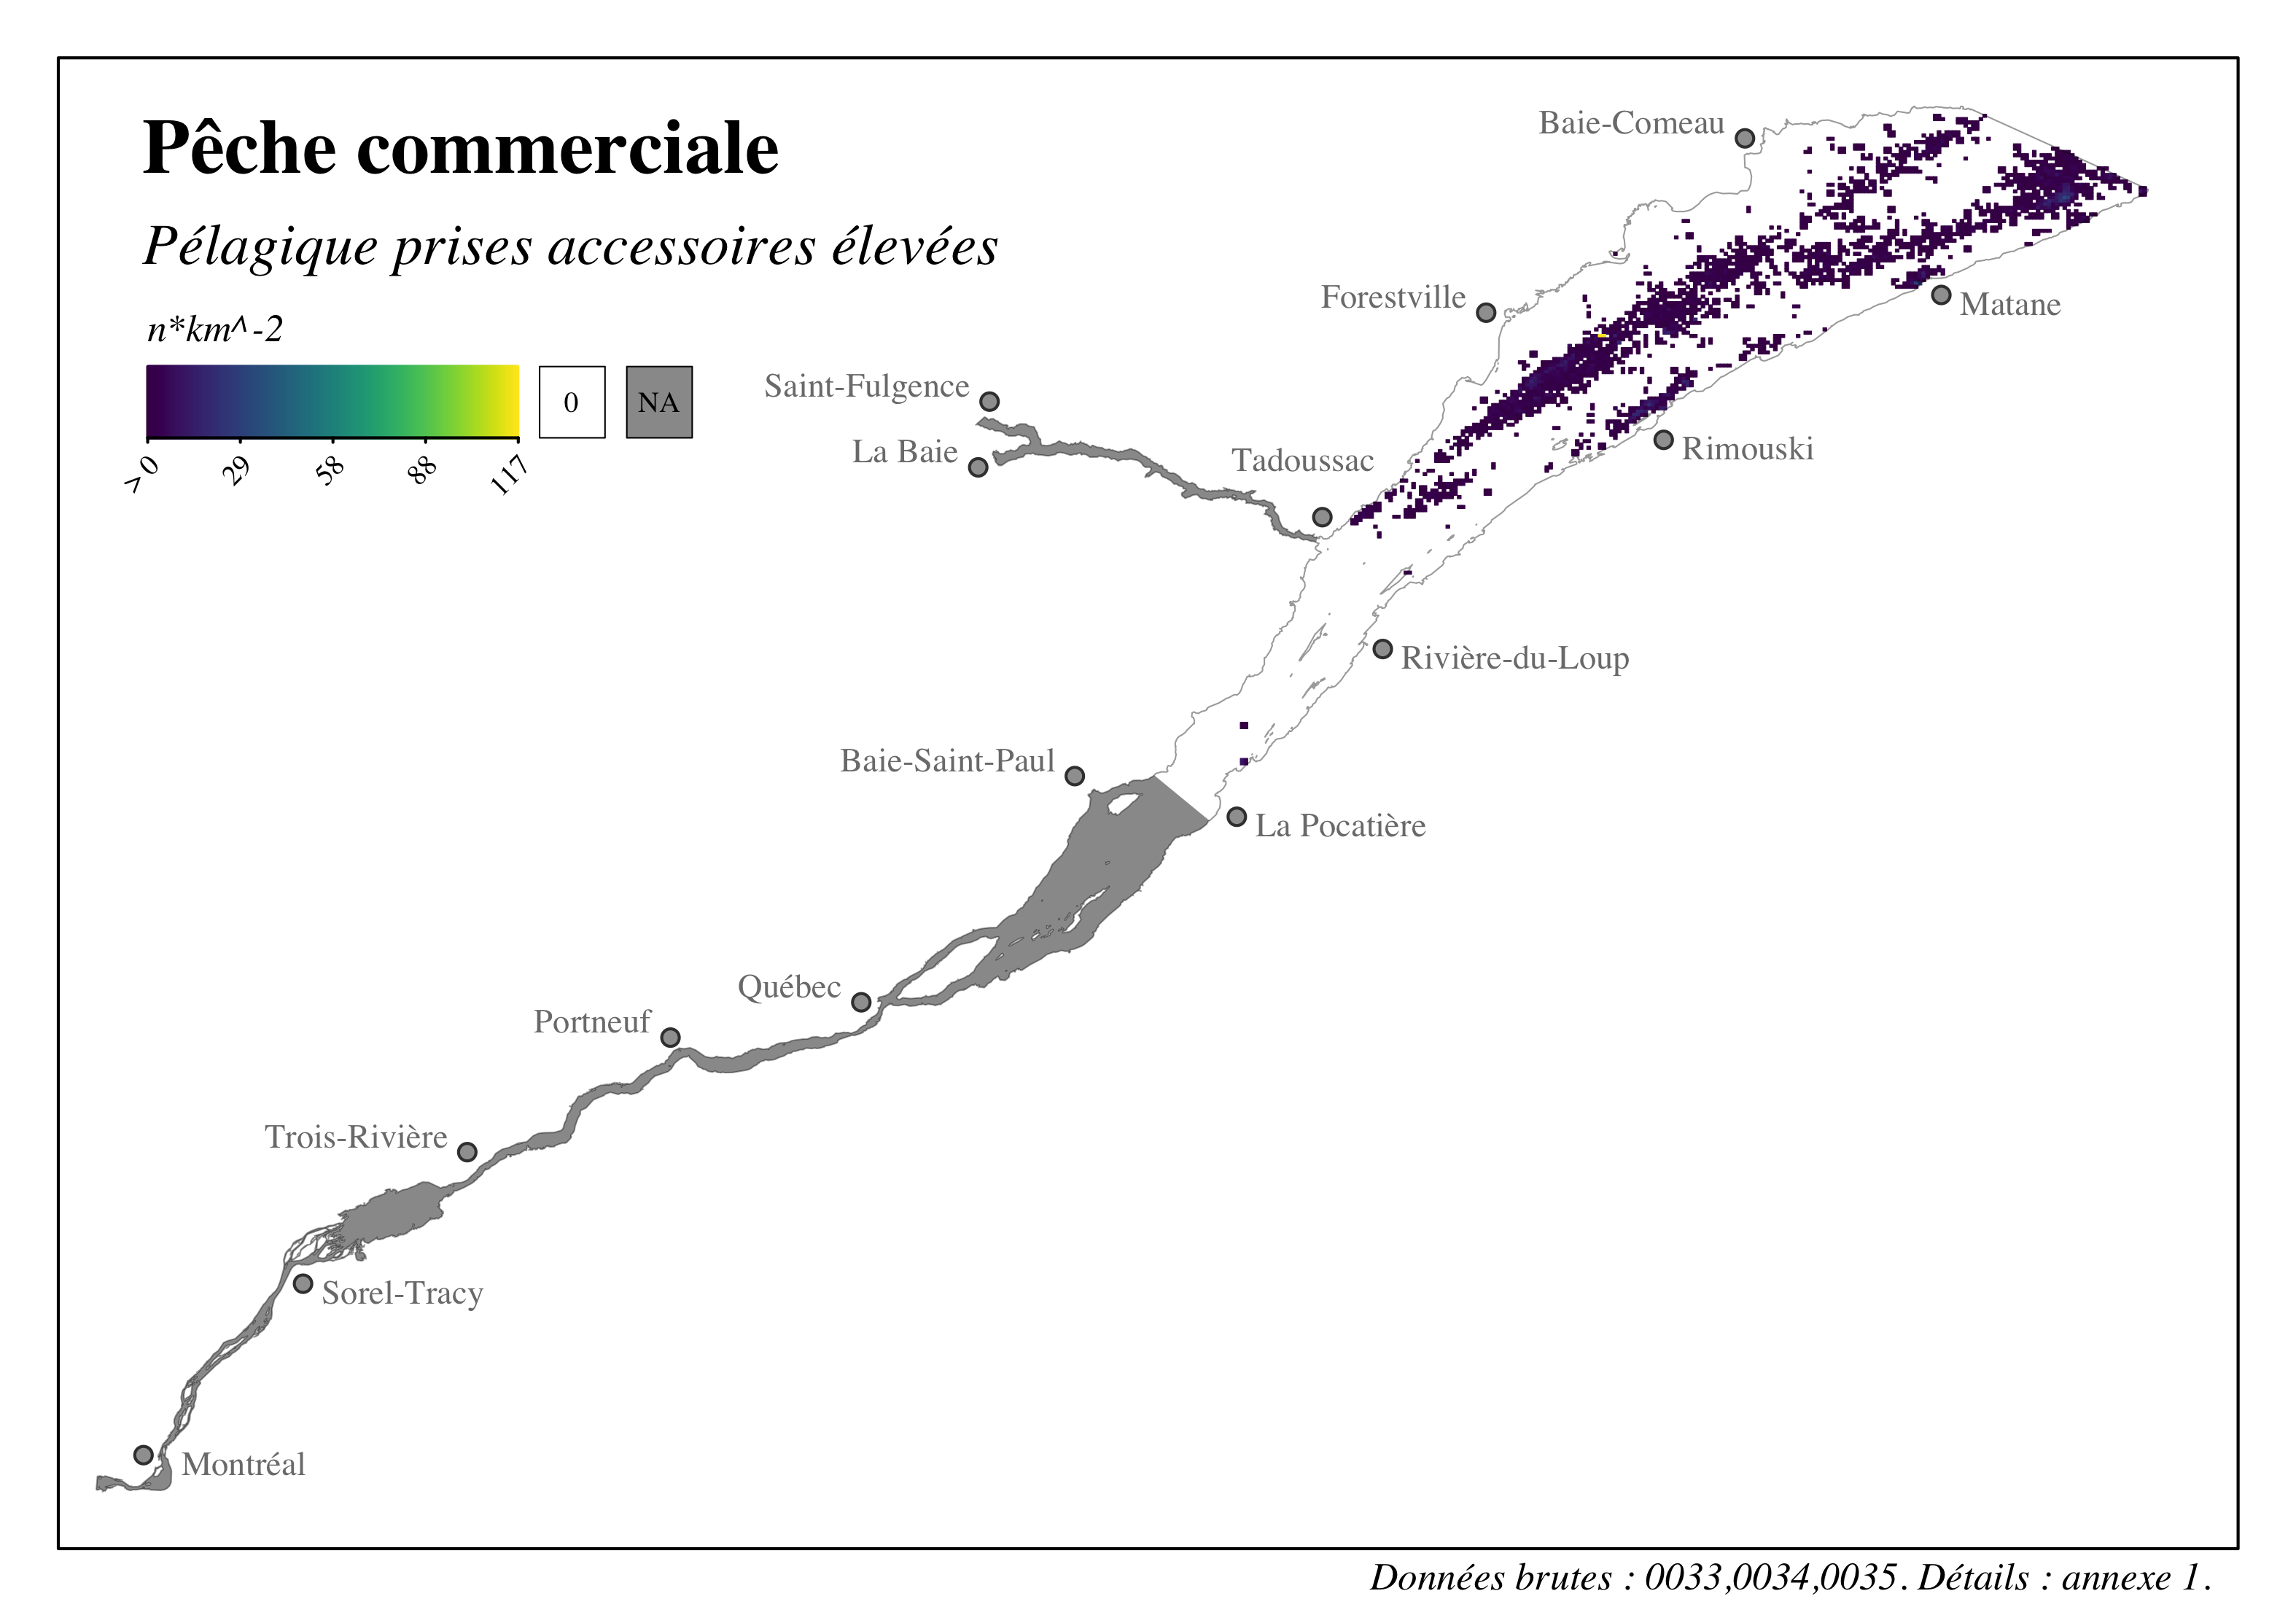 Pêche commerciale
Pélagique prises accessoires élevées
n*km^-2
> 0
29
58
88
117
0
NA
Baie-Comeau
Forestville
Matane
Saint-Fulgence
La Baie
Tadoussac
Rimouski
Rivière-du-Loup
Baie-Saint-Paul
La Pocatière
Québec
Portneuf
Trois-Rivière
Sorel-Tracy
Montréal
Données brutes : 0033,0034,0035. Détails : annexe 1.